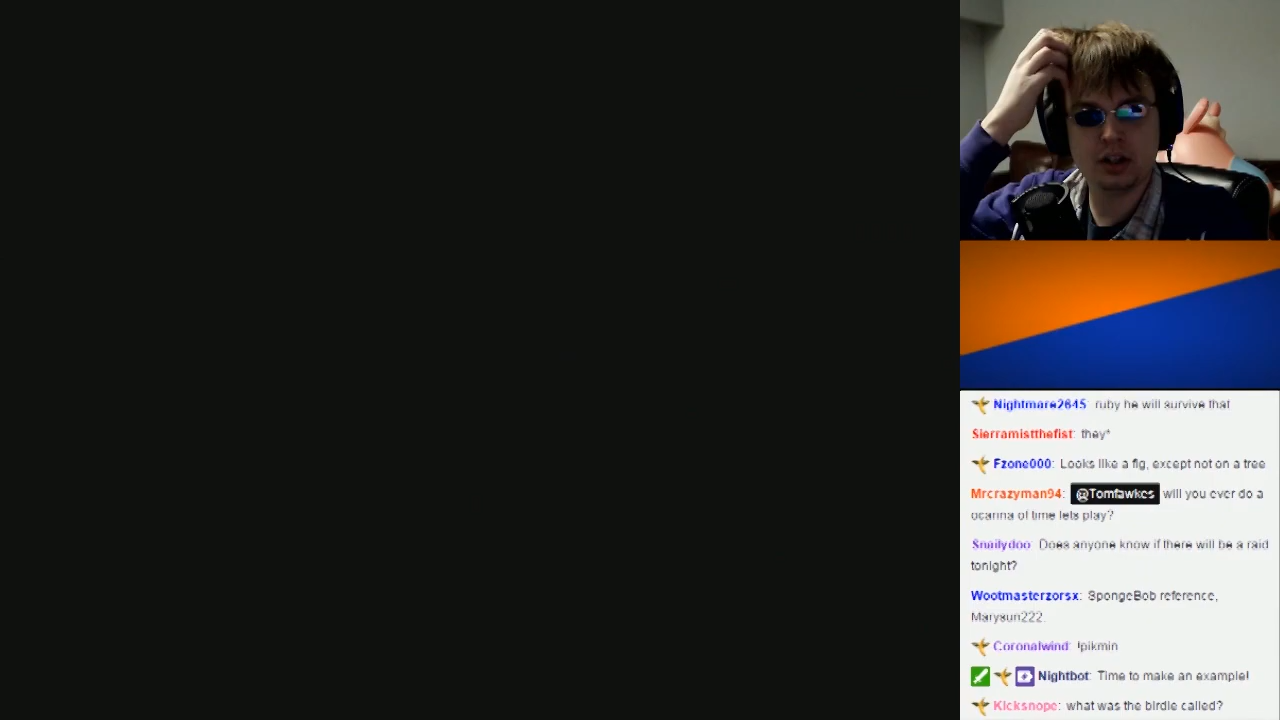 Nightmare2645 ruby he will survive that
Sierramistthefist: they*
Fzone000: Looks like a fig, except not on a tree
Mrcrazyman94: @Tomfawkes will you ever do a
ocarina of time lets play?
Snailydoo: Does anyone know if there will be a raid
tonight?
Wootmasterzorsx: SpongeBob reference,
Marysun222.
Coronalwind: !pikmin
Nightbot: Time to make an example!
Kicksnope: what was the birdie called?